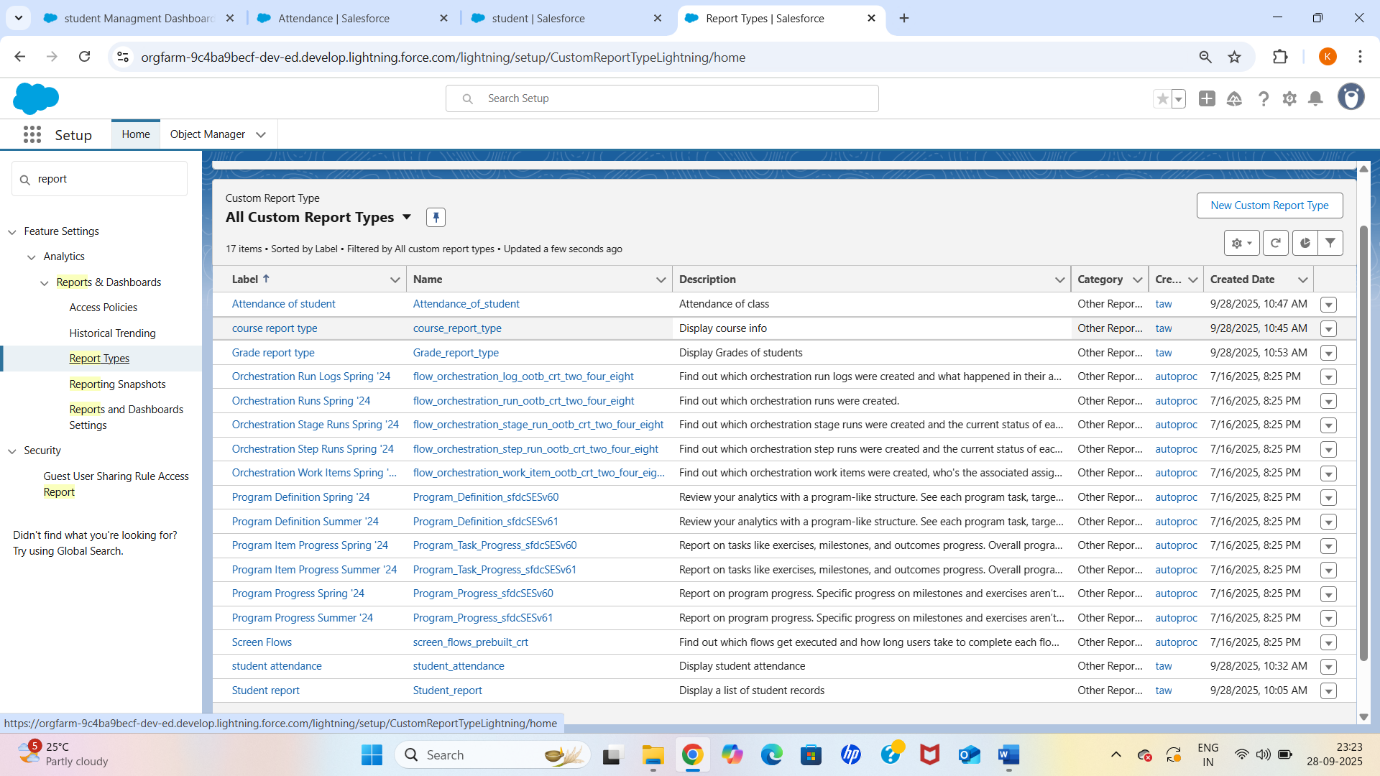 student Managment Dashboard
Attendance | Salesforce
student | Salesforce
Report Types | Salesforce
orgfarm-9c4ba9becf-dev-ed.develop.lightning.force.com/lightning/setup/CustomReportTypeLightning/home
K
Search Setup
Setup
Home
Object Manager
report
Feature Settings
Analytics
Reports & Dashboards
Access Policies
Historical Trending
Report Types
Reporting Snapshots
Reports and Dashboards
Settings
Security
Guest User Sharing Rule Access
Report
Didn't find what you're looking for?
Try using Global Search.
Custom Report Type
All Custom Report Types
New Custom Report Type
17 items • Sorted by Label • Filtered by All custom report types • Updated a few seconds ago
Label Name Description Category Cre... Created Date
Attendance of student Attendance_of_student Attendance of class Other Repor... taw 9/28/2025, 10:47 AM
course report type course_report_type Display course info Other Repor... taw 9/28/2025, 10:45 AM
Grade report type Grade_report_type Display Grades of students Other Repor... taw 9/28/2025, 10:53 AM
Orchestration Run Logs Spring '24 flow_orchestration_log_ootb_crt_two_four_eight Find out which orchestration run logs were created and what happened in their a... Other Repor... autoproc 7/16/2025, 8:25 PM
Orchestration Runs Spring '24 flow_orchestration_run_ootb_crt_two_four_eight Find out which orchestration runs were created. Other Repor... autoproc 7/16/2025, 8:25 PM
Orchestration Stage Runs Spring '24 flow_orchestration_stage_run_ootb_crt_two_four_eight Find out which orchestration stage runs were created and the current status of ea... Other Repor... autoproc 7/16/2025, 8:25 PM
Orchestration Step Runs Spring '24 flow_orchestration_step_run_ootb_crt_two_four_eight Find out which orchestration step runs were created and the current status of eac... Other Repor... autoproc 7/16/2025, 8:25 PM
Orchestration Work Items Spring '... flow_orchestration_work_item_ootb_crt_two_four_eig... Find out which orchestration work items were created, who's the associated assig... Other Repor... autoproc 7/16/2025, 8:25 PM
Program Definition Spring '24 Program_Definition_sfdcSESv60 Review your analytics with a program-like structure. See each program task, targe... Other Repor... autoproc 7/16/2025, 8:25 PM
Program Definition Summer '24 Program_Definition_sfdcSESv61 Review your analytics with a program-like structure. See each program task, targe... Other Repor... autoproc 7/16/2025, 8:25 PM
Program Item Progress Spring '24 Program_Task_Progress_sfdcSESv60 Report on tasks like exercises, milestones, and outcomes progress. Overall progra... Other Repor... autoproc 7/16/2025, 8:25 PM
Program Item Progress Summer '24 Program_Task_Progress_sfdcSESv61 Report on tasks like exercises, milestones, and outcomes progress. Overall progra... Other Repor... autoproc 7/16/2025, 8:25 PM
Program Progress Spring '24 Program_Progress_sfdcSESv60 Report on program progress. Specific progress on milestones and exercises aren't... Other Repor... autoproc 7/16/2025, 8:25 PM
Program Progress Summer '24 Program_Progress_sfdcSESv61 Report on program progress. Specific progress on milestones and exercises aren't... Other Repor... autoproc 7/16/2025, 8:25 PM
Screen Flows screen_flows_prebuilt_crt Find out which flows get executed and how long users take to complete each flo... Other Repor... autoproc 7/16/2025, 8:25 PM
student attendance student_attendance Display student attendance Other Repor... taw 9/28/2025, 10:32 AM
Student report Student_report Display a list of student records Other Repor... taw 9/28/2025, 10:05 AM
https://orgfarm-9c4ba9becf-dev-ed.develop.lightning.force.com/lightning/setup/CustomReportTypeLightning/home
5
25°C
Partly cloudy
Search
ENG
IN
23:23
28-09-2025